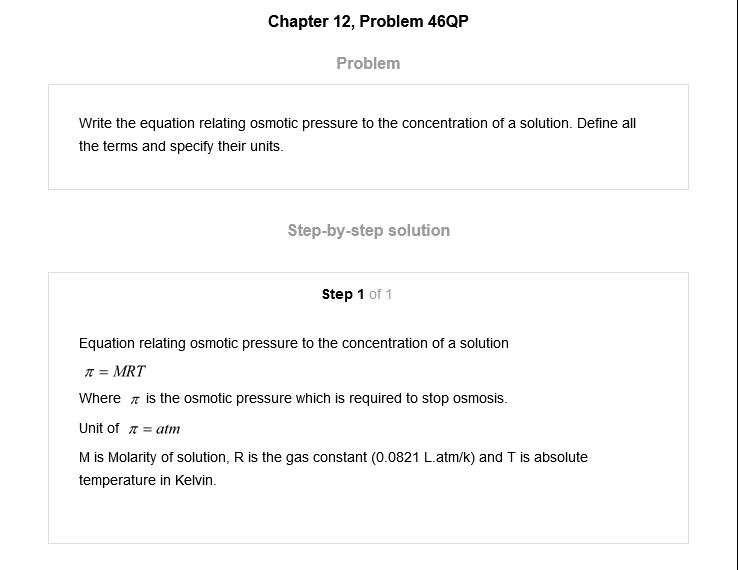 Chapter 12, Problem 46QP
Problem
Write the equation relating osmotic pressure to the concentration of a solution. Define all
the terms and specify their units.
Step-by-step solution
Step 1 of 1
Equation relating osmotic pressure to the concentration of a solution
π = MRT
Where π is the osmotic pressure which is required to stop osmosis.
Unit of π = atm
M is Molarity of solution, R is the gas constant (0.0821 L.atm/k) and T is absolute
temperature in Kelvin.